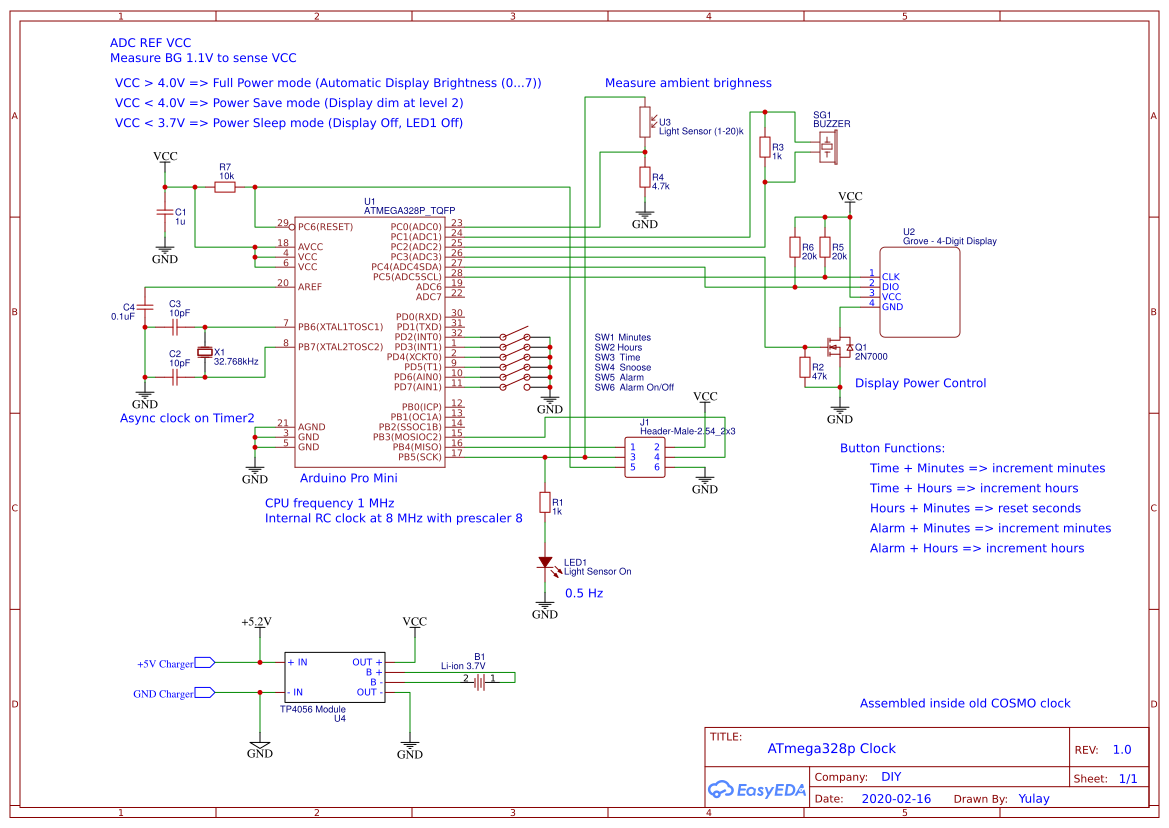 1 2 3 4 5
A A
B B
C C
D D
ADC REF VCC
Measure BG 1.1V to sense VCC
VCC > 4.0V => Full Power mode (Automatic Display Brightness (0...7))
VCC < 4.0V => Power Save mode (Display dim at level 2)
VCC < 3.7V => Power Sleep mode (Display Off, LED1 Off)
Measure ambient brighness
U3
Light Sensor (1-20)k
R4
4.7k
GND
R3
1k
SG1
BUZZER
VCC
R7
10k
C1
1u
GND
U1
ATMEGA328P_TQFP
29 PC6(RESET)
18 AVCC
4 VCC
6 VCC
20 AREF
7 PB6(XTAL1TOSC1)
8 PB7(XTAL2TOSC2)
21 AGND
3 GND
5 GND
PC0(ADC0) 23
PC1(ADC1) 24
PC2(ADC2) 25
PC3(ADC3) 26
PC4(ADC4SDA) 27
PC5(ADC5SCL) 28
ADC6 19
ADC7 22
PD0(RXD) 30
PD1(TXD) 31
PD2(INT0) 32
PD3(INT1) 1
PD4(XCKT0) 2
PD5(T1) 9
PD6(AIN0) 10
PD7(AIN1) 11
PB0(ICP) 12
PB1(OC1A) 13
PB2(SSOC1B) 14
PB3(MOSIOC2) 15
PB4(MISO) 16
PB5(SCK) 17
Arduino Pro Mini
CPU frequency 1 MHz
Internal RC clock at 8 MHz with prescaler 8
C4
0.1uF
C3
10pF
C2
10pF
X1
32.768kHz
GND
Async clock on Timer2
GND
SW1 Minutes
SW2 Hours
SW3 Time
SW4 Snoose
SW5 Alarm
SW6 Alarm On/Off
GND
VCC
J1
Header-Male-2.54_2x3
1 2
3 4
5 6
GND
R1
1k
LED1
Light Sensor On
0.5 Hz
GND
VCC
R6
20k
R5
20k
U2
Grove - 4-Digit Display
1 CLK
2 DIO
3 VCC
4 GND
Q1
2N7000
R2
47k
Display Power Control
GND
Button Functions:
Time + Minutes => increment minutes
Time + Hours => increment hours
Hours + Minutes => reset seconds
Alarm + Minutes => increment minutes
Alarm + Hours => increment hours
+5.2V
+5V Charger
GND Charger
+ IN
- IN
OUT +
B +
B -
OUT -
TP4056 Module
U4
GND
VCC
B1
Li-ion 3.7V
2 1
GND
Assembled inside old COSMO clock
TITLE:
ATmega328p Clock
REV: 1.0
EasyEDA
Company: DIY
Sheet: 1/1
Date: 2020-02-16 Drawn By: Yulay
1 2 3 4 5